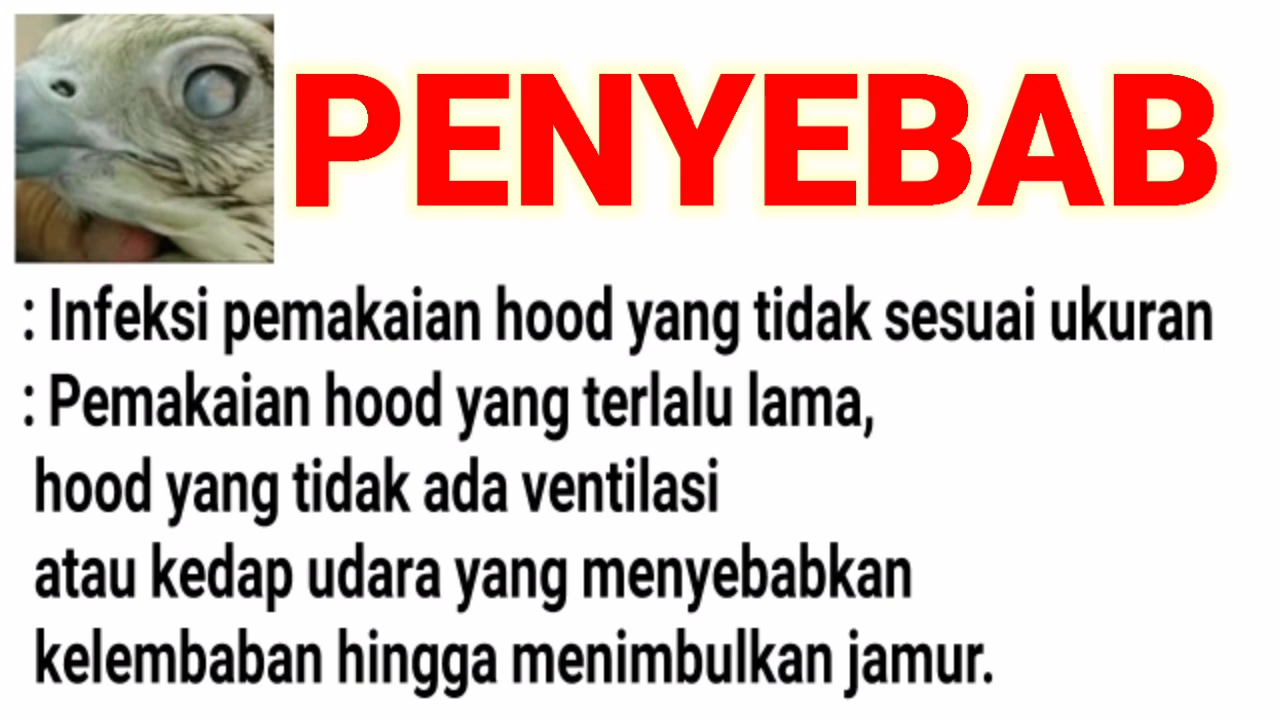 PENYEBAB
: Infeksi pemakaian hood yang tidak sesuai ukuran
: Pemakaian hood yang terlalu lama,
hood yang tidak ada ventilasi
atau kedap udara yang menyebabkan
kelembaban hingga menimbulkan jamur.